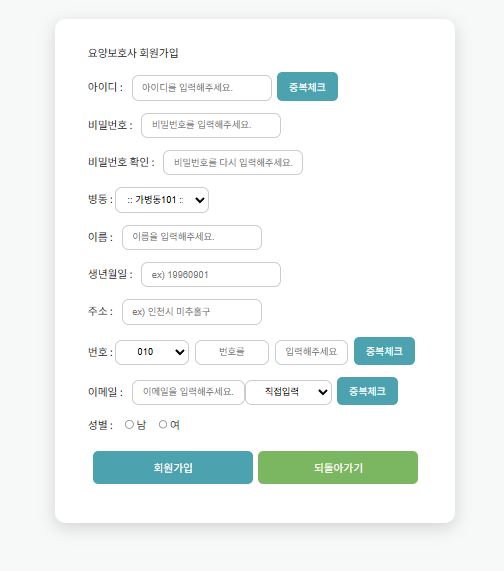 요양보호사 회원가입
아이디 : 아이디를 입력해주세요. 중복체크
비밀번호 : 비밀번호를 입력해주세요.
비밀번호 확인 : 비밀번호를 다시 입력해주세요.
병동 : :: 가병동101 ::
이름 : 이름을 입력해주세요.
생년월일 : ex) 19960901
주소 : ex) 인천시 미추홀구
번호 : 010 번호를 입력해주세요 중복체크
이메일 : 이메일을 입력해주세요. 직접입력 중복체크
성별 : 남 여
회원가입 되돌아가기